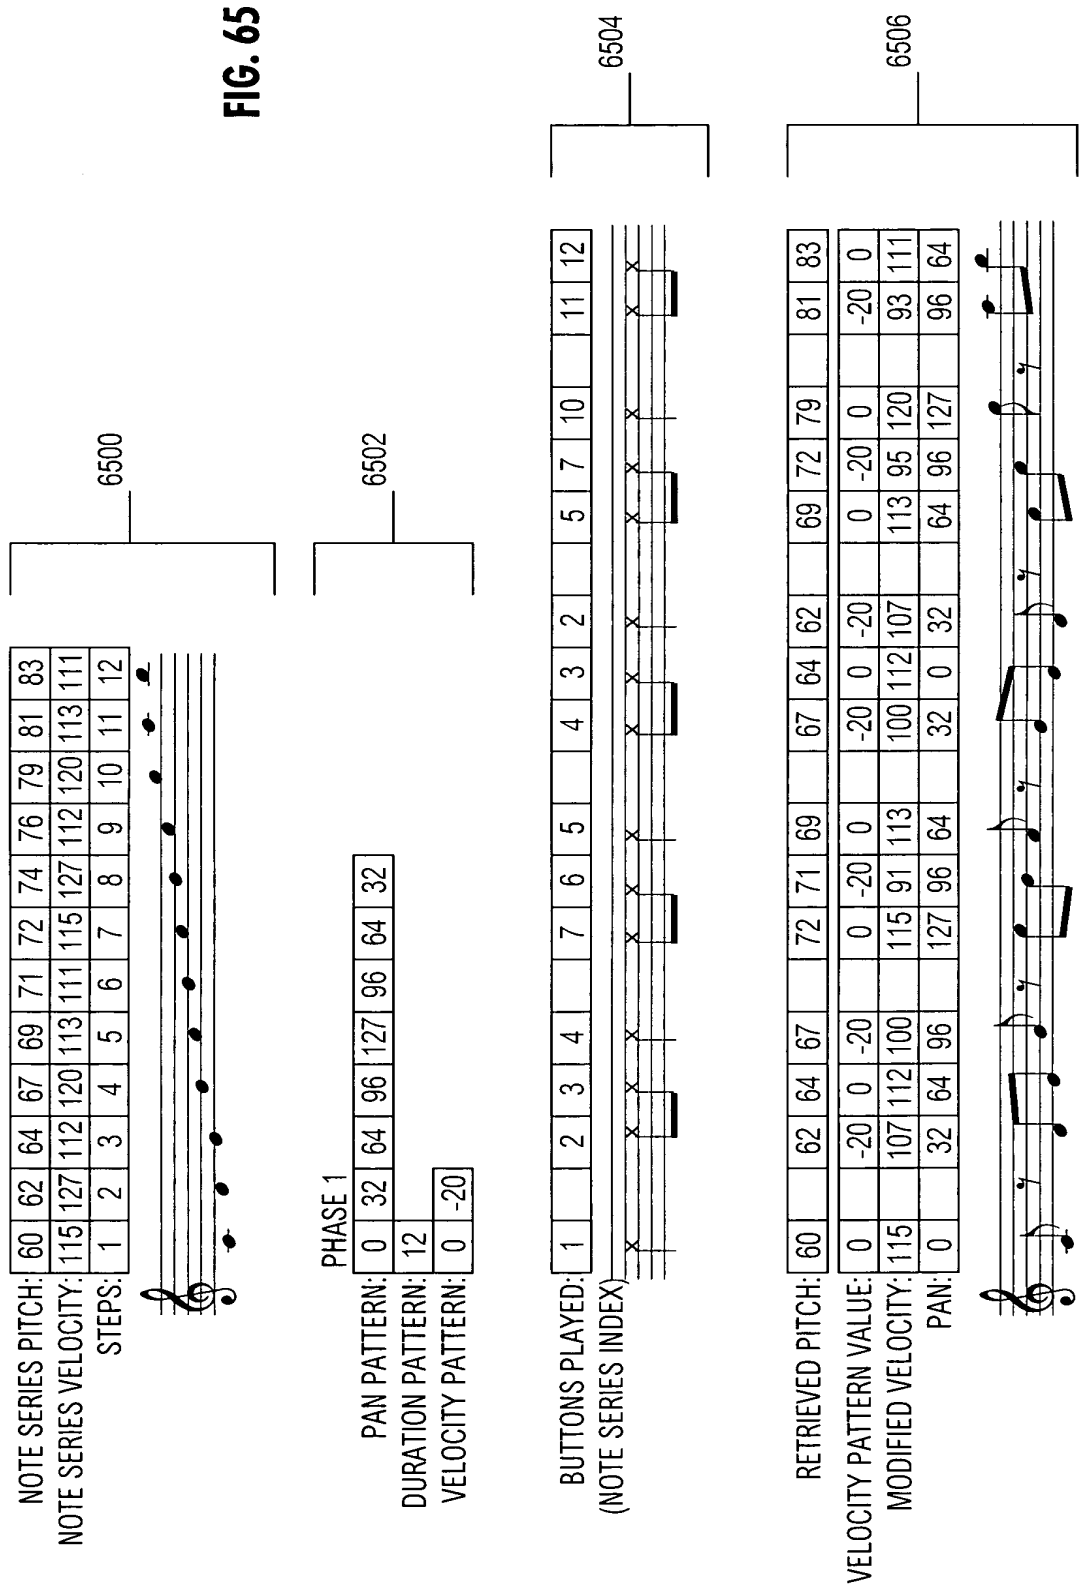 FIG. 65
NOTE SERIES PITCH: 60 62 64 67 69 71 72 74 76 79 81 83
NOTE SERIES VELOCITY: 115 127 112 120 113 111 115 127 112 120 113 111
STEPS: 1 2 3 4 5 6 7 8 9 10 11 12
6500
PHASE 1
PAN PATTERN: 0 32 64 96 127 96 64 32
DURATION PATTERN: 12
VELOCITY PATTERN: 0 -20
6502
BUTTONS PLAYED: 1 2 3 4 7 6 5 4 3 2 5 7 10 11 12
(NOTE SERIES INDEX)
6504
RETRIEVED PITCH: 60 62 64 67 72 71 69 67 64 62 69 72 79 81 83
VELOCITY PATTERN VALUE: 0 -20 0 -20 0 -20 0 -20 0 -20 0 -20 0 -20 0
MODIFIED VELOCITY: 115 107 112 100 115 91 113 100 112 107 113 95 120 93 111
PAN: 0 32 64 96 127 96 64 32 0 32 64 96 127 96 64
6506